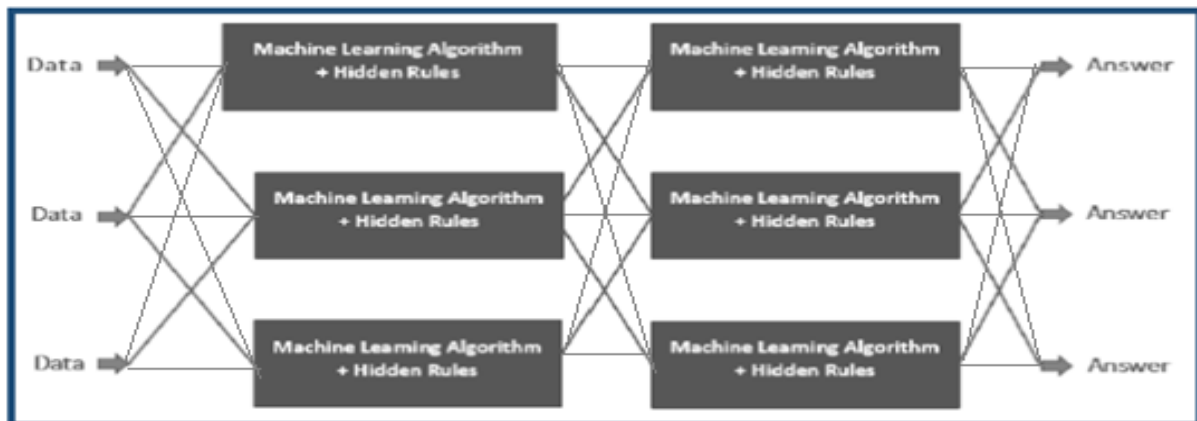 Data
Machine Learning Algorithm
+ Hidden Rules
Machine Learning Algorithm
+ Hidden Rules
Answer
Data
Machine Learning Algorithm
+ Hidden Rules
Machine Learning Algorithm
+ Hidden Rules
Answer
Data
Machine Learning Algorithm
+ Hidden Rules
Machine Learning Algorithm
+ Hidden Rules
Answer